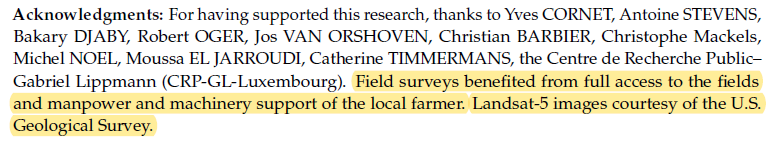 Acknowledgments: For having supported this research, thanks to Yves CORNET, Antoine STEVENS,
Bakary DJABY, Robert OGER, Jos VAN ORSHOVEN, Christian BARBIER, Christophe Mackels,
Michel NOEL, Moussa EL JARROUDI, Catherine TIMMERMANS, the Centre de Recherche Public–
Gabriel Lippmann (CRP-GL-Luxembourg). Field surveys benefited from full access to the fields
and manpower and machinery support of the local farmer. Landsat-5 images courtesy of the U.S.
Geological Survey.